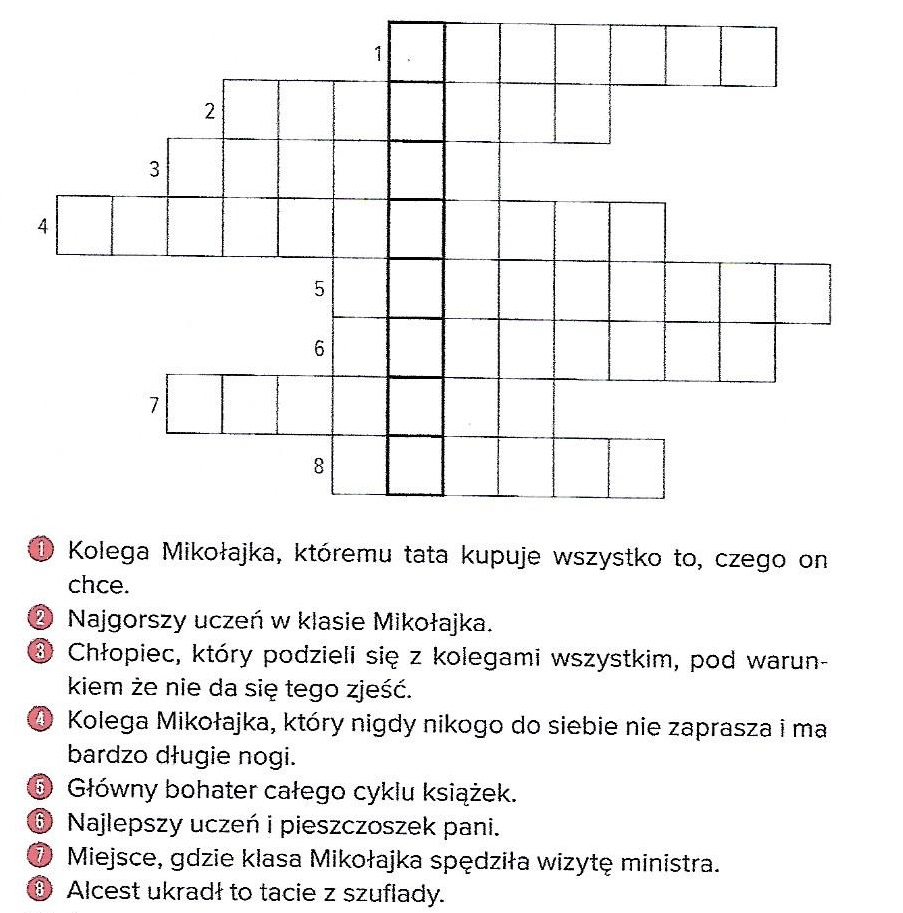 1
2
3
4
5
6
7
8
1 Kolega Mikołajka, któremu tata kupuje wszystko to, czego on
chce.
2 Najgorszy uczeń w klasie Mikołajka.
3 Chłopiec, który podzieli się z kolegami wszystkim, pod warun-
kiem że nie da się tego zjeść.
4 Kolega Mikołajka, który nigdy nikogo do siebie nie zaprasza i ma
bardzo długie nogi.
5 Główny bohater całego cyklu książek.
6 Najlepszy uczeń i pieszczoszek pani.
7 Miejsce, gdzie klasa Mikołajka spędziła wizytę ministra.
8 Alcest ukradł to tacie z szuflady.